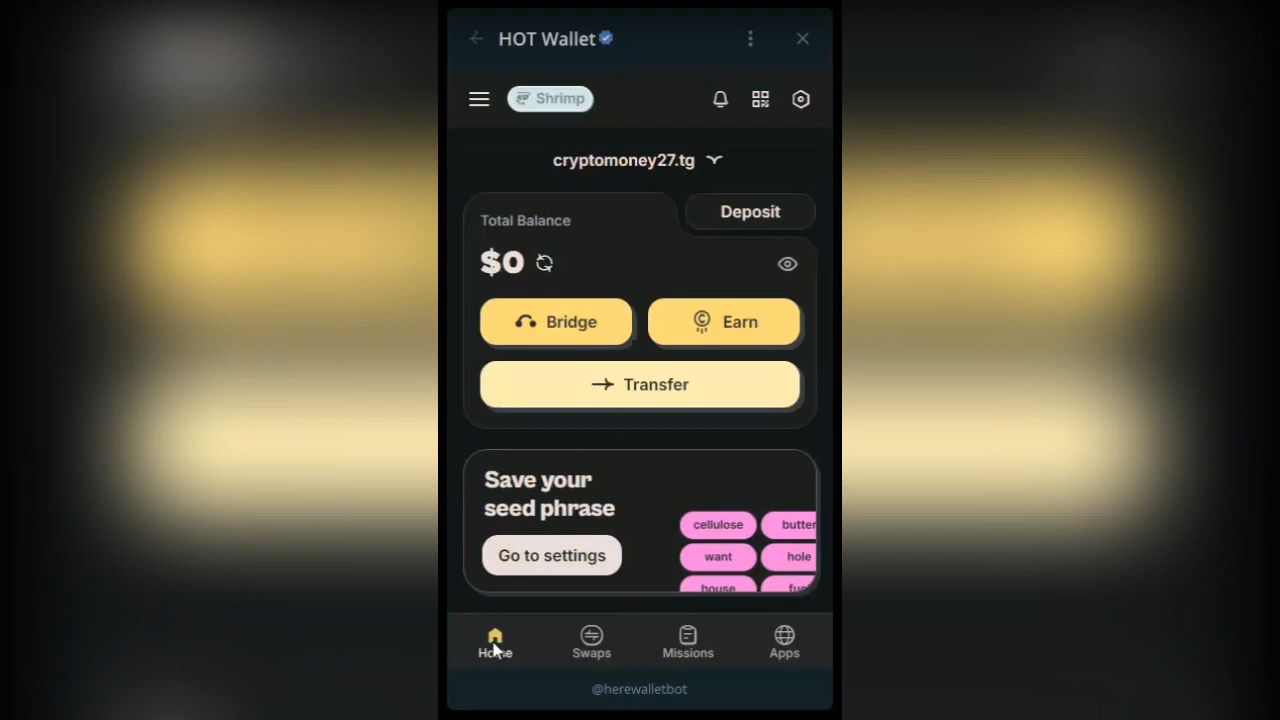 HOT Wallet
Shrimp
cryptomoney27.tg
Total Balance
Deposit
$0
Bridge
Earn
Transfer
Save your
seed phrase
Go to settings
cellulose
butter
want
hole
house
Home
Swaps
Missions
Apps
@herewalletbot